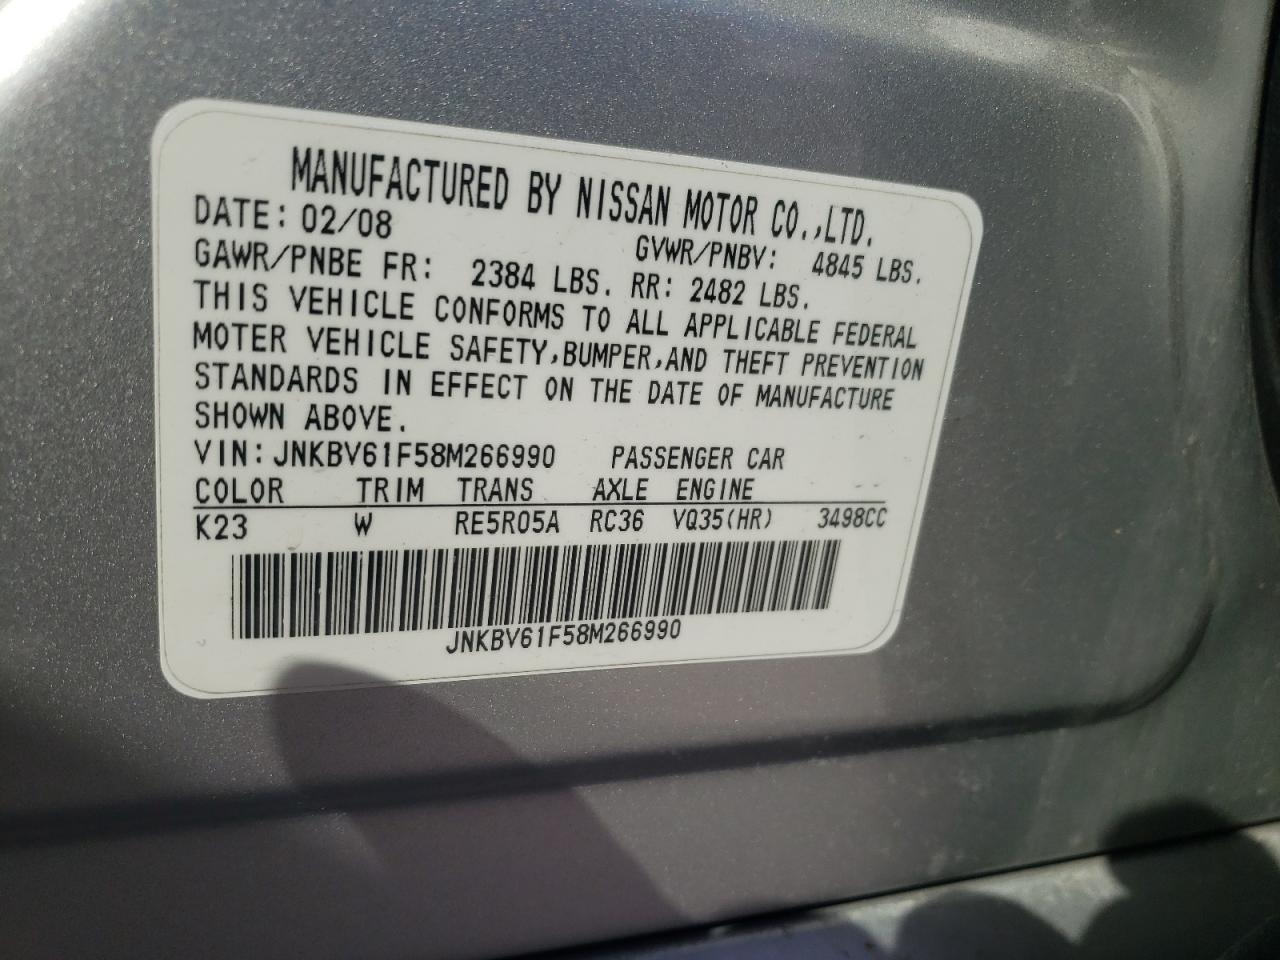 MANUFACTURED BY NISSAN MOTOR CO.,LTD.
DATE: 02/08 GVWR/PNBV: 4845 LBS.
GAWR/PNBE FR: 2384 LBS. RR: 2482 LBS.
THIS VEHICLE CONFORMS TO ALL APPLICABLE FEDERAL
MOTER VEHICLE SAFETY,BUMPER,AND THEFT PREVENTION
STANDARDS IN EFFECT ON THE DATE OF MANUFACTURE
SHOWN ABOVE.
VIN: JNKBV61F58M266990 PASSENGER CAR
COLOR TRIM TRANS AXLE ENGINE
K23 W RE5R05A RC36 VQ35(HR) 3498CC
JNKBV61F58M266990